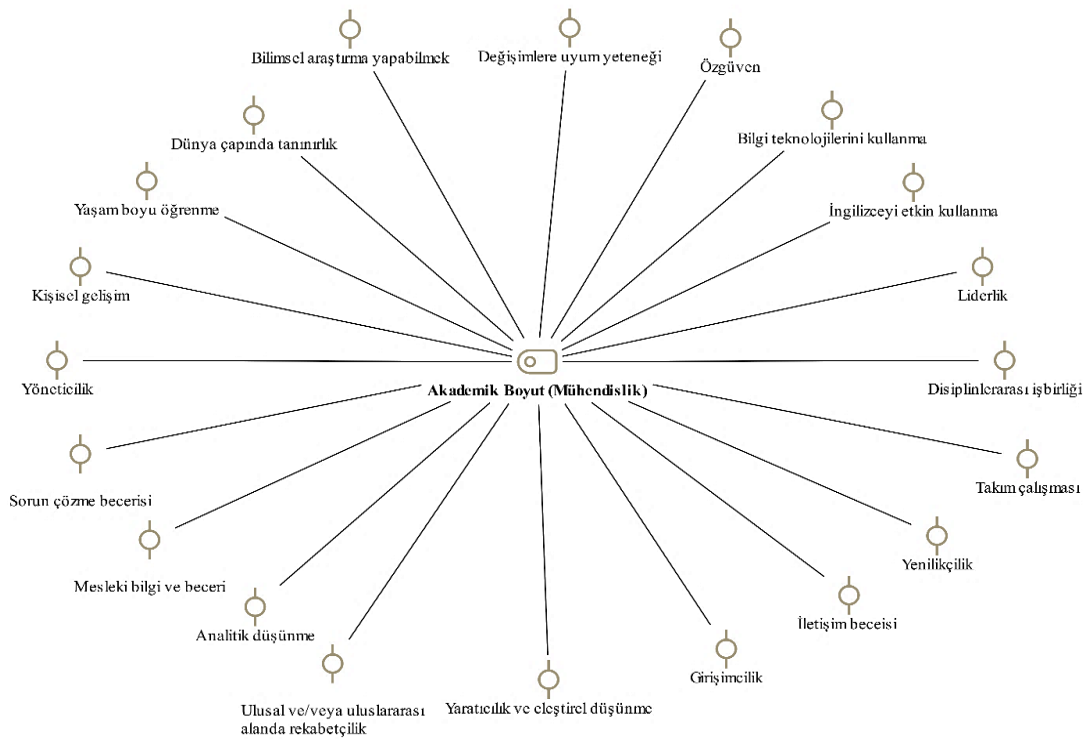 Bilimsel araştırma yapabilmek
Değişimlere uyum yeteneği
Özgüven
Dünya çapında tanınırlık
Bilgi teknolojilerini kullanma
Yaşam boyu öğrenme
İngilizceyi etkin kullanma
Kişisel gelişim
Liderlik
Yöneticilik
Akademik Boyut (Mühendislik)
Disiplinlerarası işbirliği
Sorun çözme becerisi
Takım çalışması
Mesleki bilgi ve beceri
Yenilikçilik
Analitik düşünme
İletişim beceisi
Girişimcilik
Ulusal ve/veya uluslararası
alanda rekabetçilik
Yaratıcılık ve eleştirel düşünme